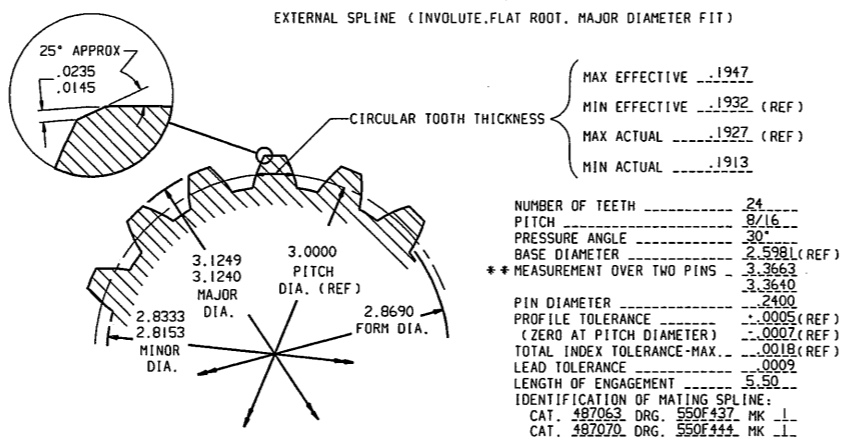 EXTERNAL SPLINE (INVOLUTE, FLAT ROOT, MAJOR DIAMETER FIT)
25° APPROX
.0235
.0145
CIRCULAR TOOTH THICKNESS
MAX EFFECTIVE .1947
MIN EFFECTIVE .1932 (REF)
MAX ACTUAL .1927 (REF)
MIN ACTUAL .1913
3.1249
3.1240
MAJOR
DIA.
3.0000
PITCH
DIA. (REF)
2.8333
2.8153
MINOR
DIA.
2.8690
FORM DIA.
NUMBER OF TEETH 24
PITCH 8/16
PRESSURE ANGLE 30°
BASE DIAMETER 2.5981 (REF)
** MEASUREMENT OVER TWO PINS 3.3663
3.3640
PIN DIAMETER .2400
PROFILE TOLERANCE +.0005 (REF)
(ZERO AT PITCH DIAMETER) -.0007 (REF)
TOTAL INDEX TOLERANCE-MAX. .0018 (REF)
LEAD TOLERANCE .0009
LENGTH OF ENGAGEMENT 5.50
IDENTIFICATION OF MATING SPLINE:
CAT. 487063 DRG. 550F437 MK 1
CAT. 487070 DRG. 550F444 MK 1